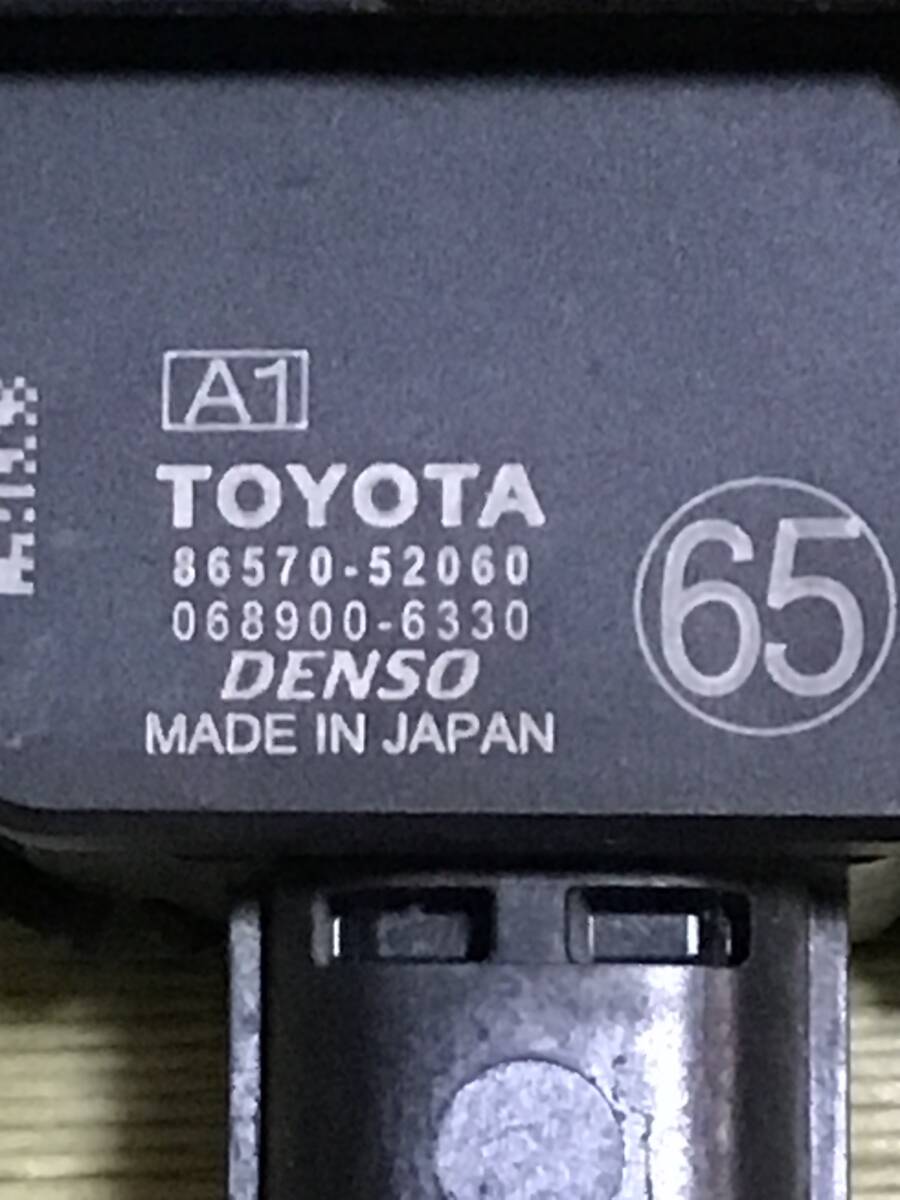 A1
TOYOTA
86570-52060
068900-6330
DENSO
MADE IN JAPAN
65